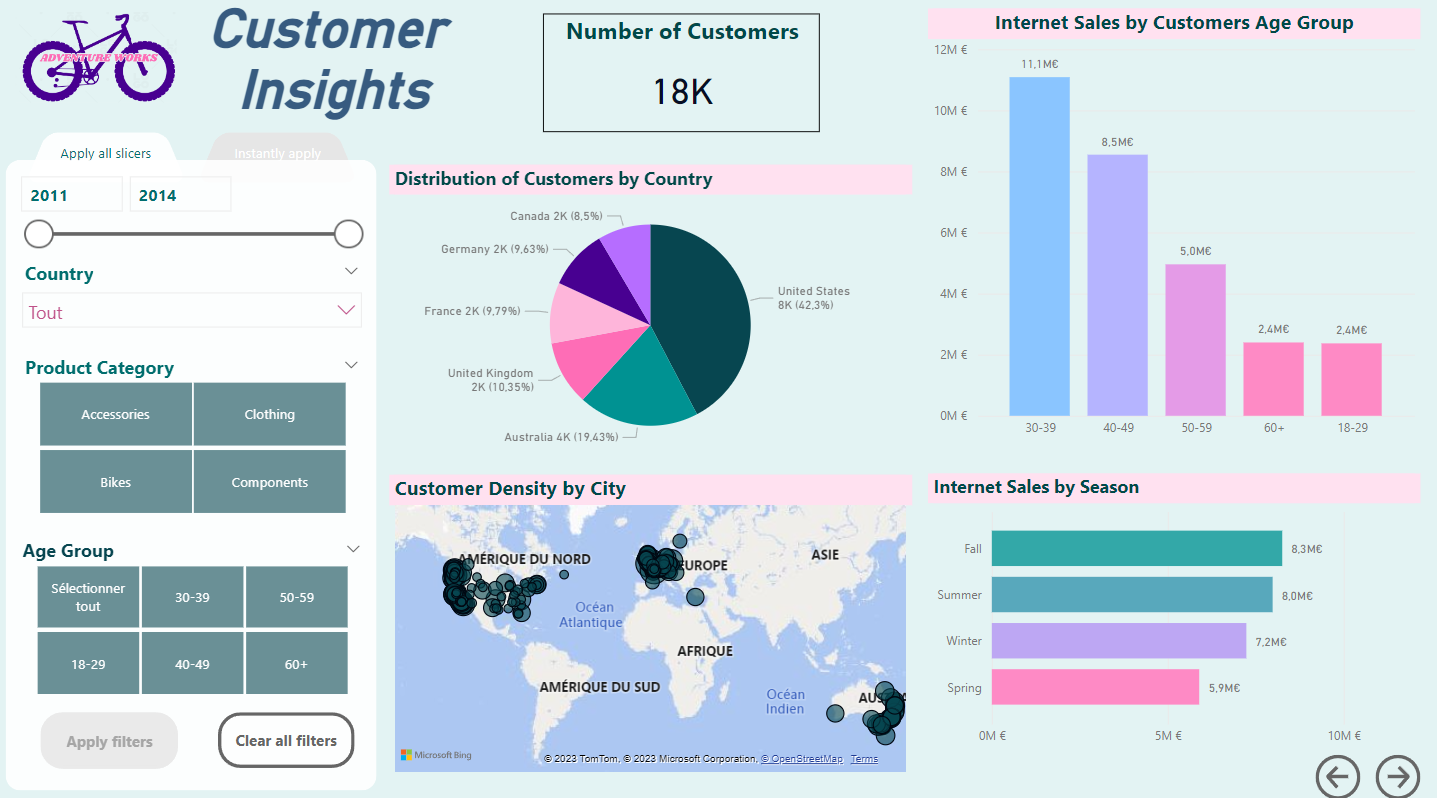 ADVENTURE WORKS
Customer
Insights
Number of Customers
18K
Apply all slicers
Instantly apply
2011
2014
Country
Tout
Product Category
Accessories
Clothing
Bikes
Components
Age Group
Sélectionner
tout
30-39
50-59
18-29
40-49
60+
Apply filters
Clear all filters
Distribution of Customers by Country
Canada 2K (8,5%)
Germany 2K (9,63%)
France 2K (9,79%)
United Kingdom
2K (10,35%)
Australia 4K (19,43%)
United States
8K (42,3%)
Customer Density by City
AMÉRIQUE DU NORD
EUROPE
ASIE
Océan
Atlantique
AFRIQUE
AMÉRIQUE DU SUD
Océan
Indien
Microsoft Bing
© 2023 TomTom, © 2023 Microsoft Corporation, © OpenStreetMap Terms
Internet Sales by Customers Age Group
12M €
10M €
8M €
6M €
4M €
2M €
0M €
11,1M€
8,5M€
5,0M€
2,4M€
2,4M€
30-39
40-49
50-59
60+
18-29
Internet Sales by Season
Fall
8,3M€
Summer
8,0M€
Winter
7,2M€
Spring
5,9M€
0M €
5M €
10M €